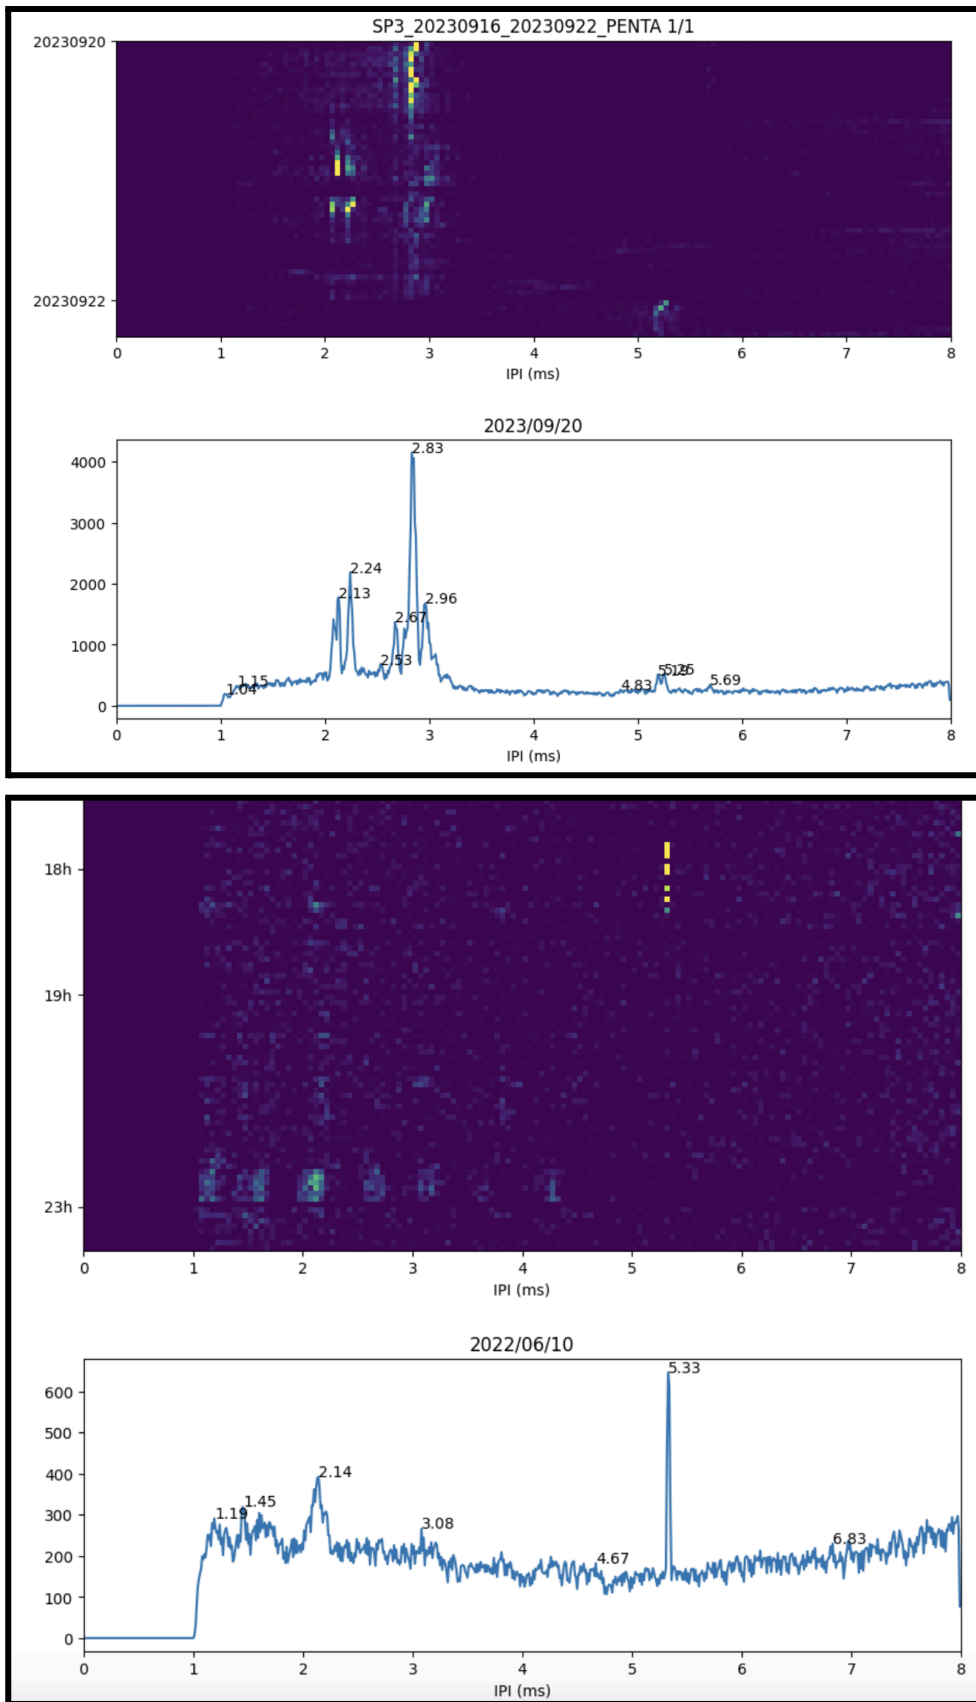 SP3_20230916_20230922_PENTA 1/1
20230920
20230922
0 1 2 3 4 5 6 7 8
IPI (ms)
2023/09/20
4000
3000
2000
1000
0
2.83
2.24
2.13
2.96
2.67
2.53
1.15
1.04
4.83
5.19
5.25
5.69
0 1 2 3 4 5 6 7 8
IPI (ms)
18h
19h
23h
0 1 2 3 4 5 6 7 8
IPI (ms)
2022/06/10
600
500
400
300
200
100
0
5.33
2.14
1.45
1.19
3.08
4.67
6.83
0 1 2 3 4 5 6 7 8
IPI (ms)